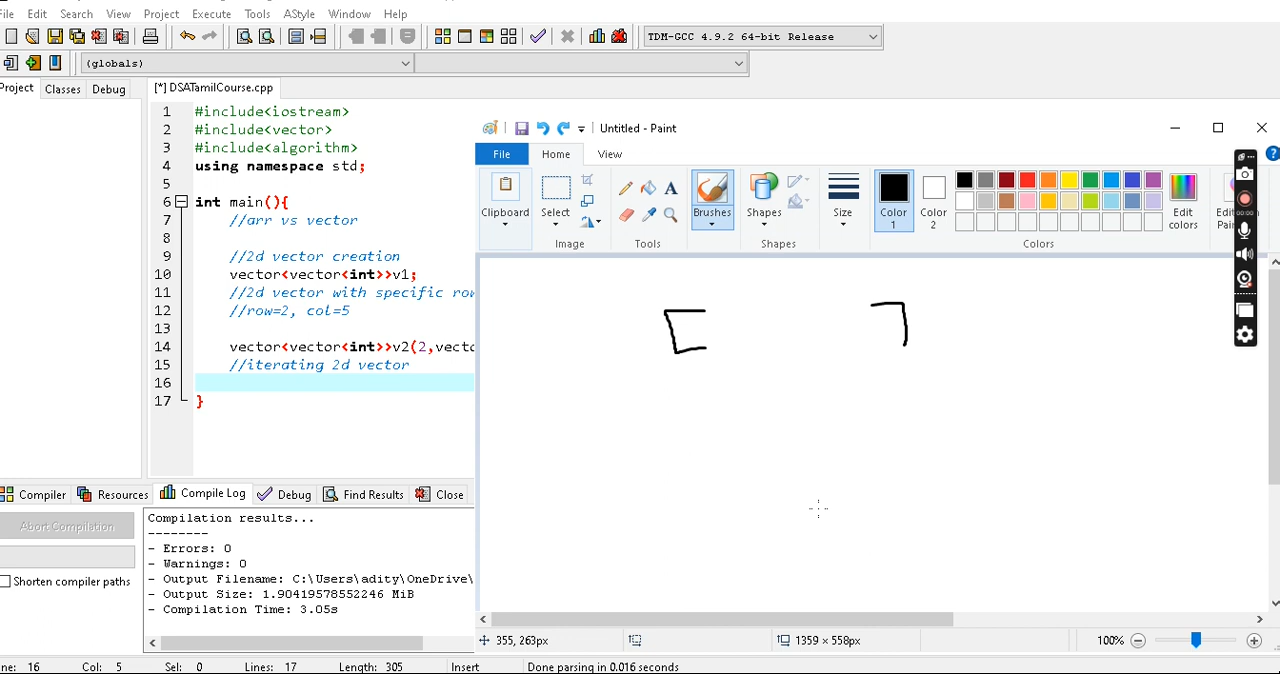 File Edit Search View Project Execute Tools AStyle Window Help
TDM-GCC 4.9.2 64-bit Release
(globals)
Project Classes Debug
[*] DSATamilCourse.cpp
1 #include<iostream>
2 #include<vector>
3 #include<algorithm>
4 using namespace std;
5
6 int main(){
7 //arr vs vector
8
9 //2d vector creation
10 vector<vector<int>>v1;
11 //2d vector with specific row
12 //row=2, col=5
13
14 vector<vector<int>>v2(2,vecto
15 //iterating 2d vector
16
17 }
Untitled - Paint
File Home View
Clipboard
Select
Image
Tools
Brushes
Shapes
Shapes
Size
Color 1
Color 2
Edit colors
Colors
Edit
Pai
355, 263px
1359 × 558px
100%
Compiler Resources Compile Log Debug Find Results Close
Abort Compilation
Shorten compiler paths
Compilation results...
--------
- Errors: 0
- Warnings: 0
- Output Filename: C:\Users\adity\OneDrive\
- Output Size: 1.90419578552246 MiB
- Compilation Time: 3.05s
ne: 16 Col: 5 Sel: 0 Lines: 17 Length: 305 Insert Done parsing in 0.016 seconds